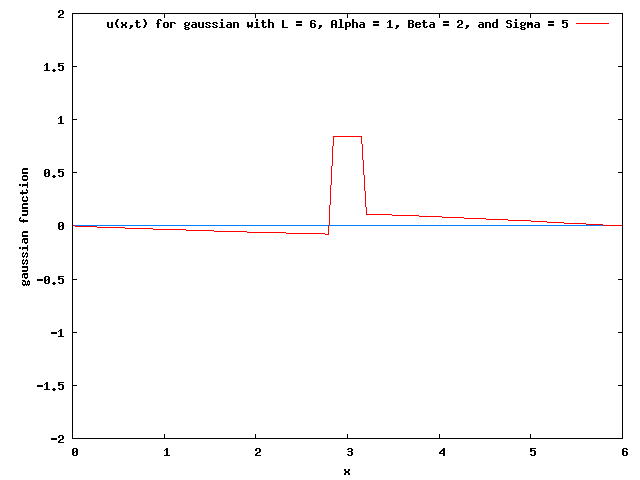 u(x,t) for gaussian with L = 6, Alpha = 1, Beta = 2, and Sigma = 5
2
1.5
1
0.5
0
-0.5
-1
-1.5
-2
gaussian function
0 1 2 3 4 5 6
x